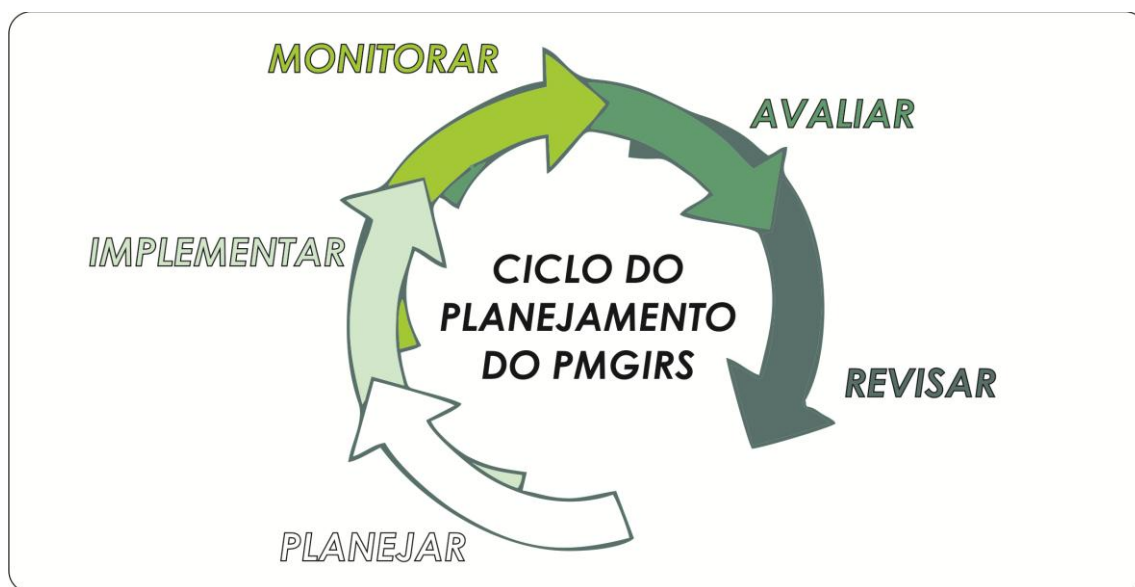 MONITORAR
AVALIAR
IMPLEMENTAR
CICLO DO
PLANEJAMENTO
DO PMGIRS
REVISAR
PLANEJAR